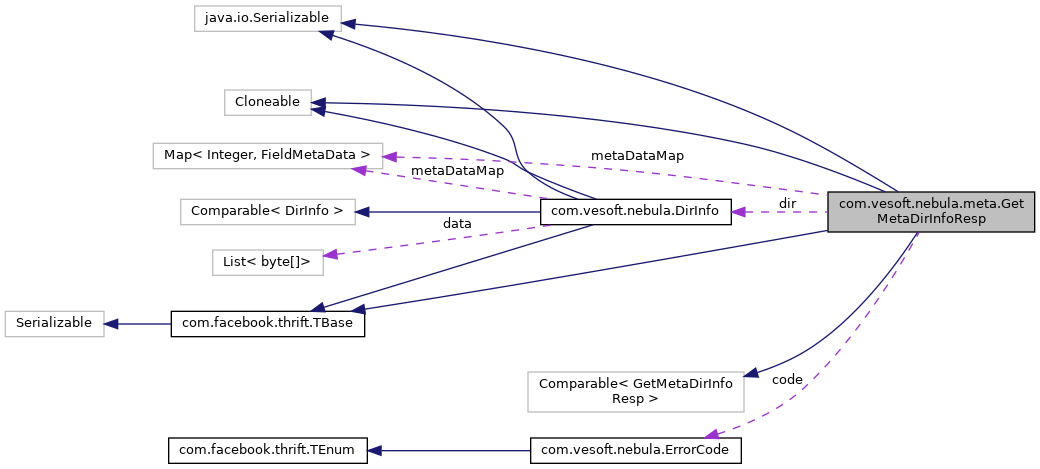 java.io.Serializable
Cloneable
Map< Integer, FieldMetaData >
metaDataMap
metaDataMap
Comparable< DirInfo >
com.vesoft.nebula.DirInfo
dir
com.vesoft.nebula.meta.Get
MetaDirInfoResp
data
List< byte[]>
Serializable
com.facebook.thrift.TBase
Comparable< GetMetaDirInfo
Resp >
code
com.facebook.thrift.TEnum
com.vesoft.nebula.ErrorCode